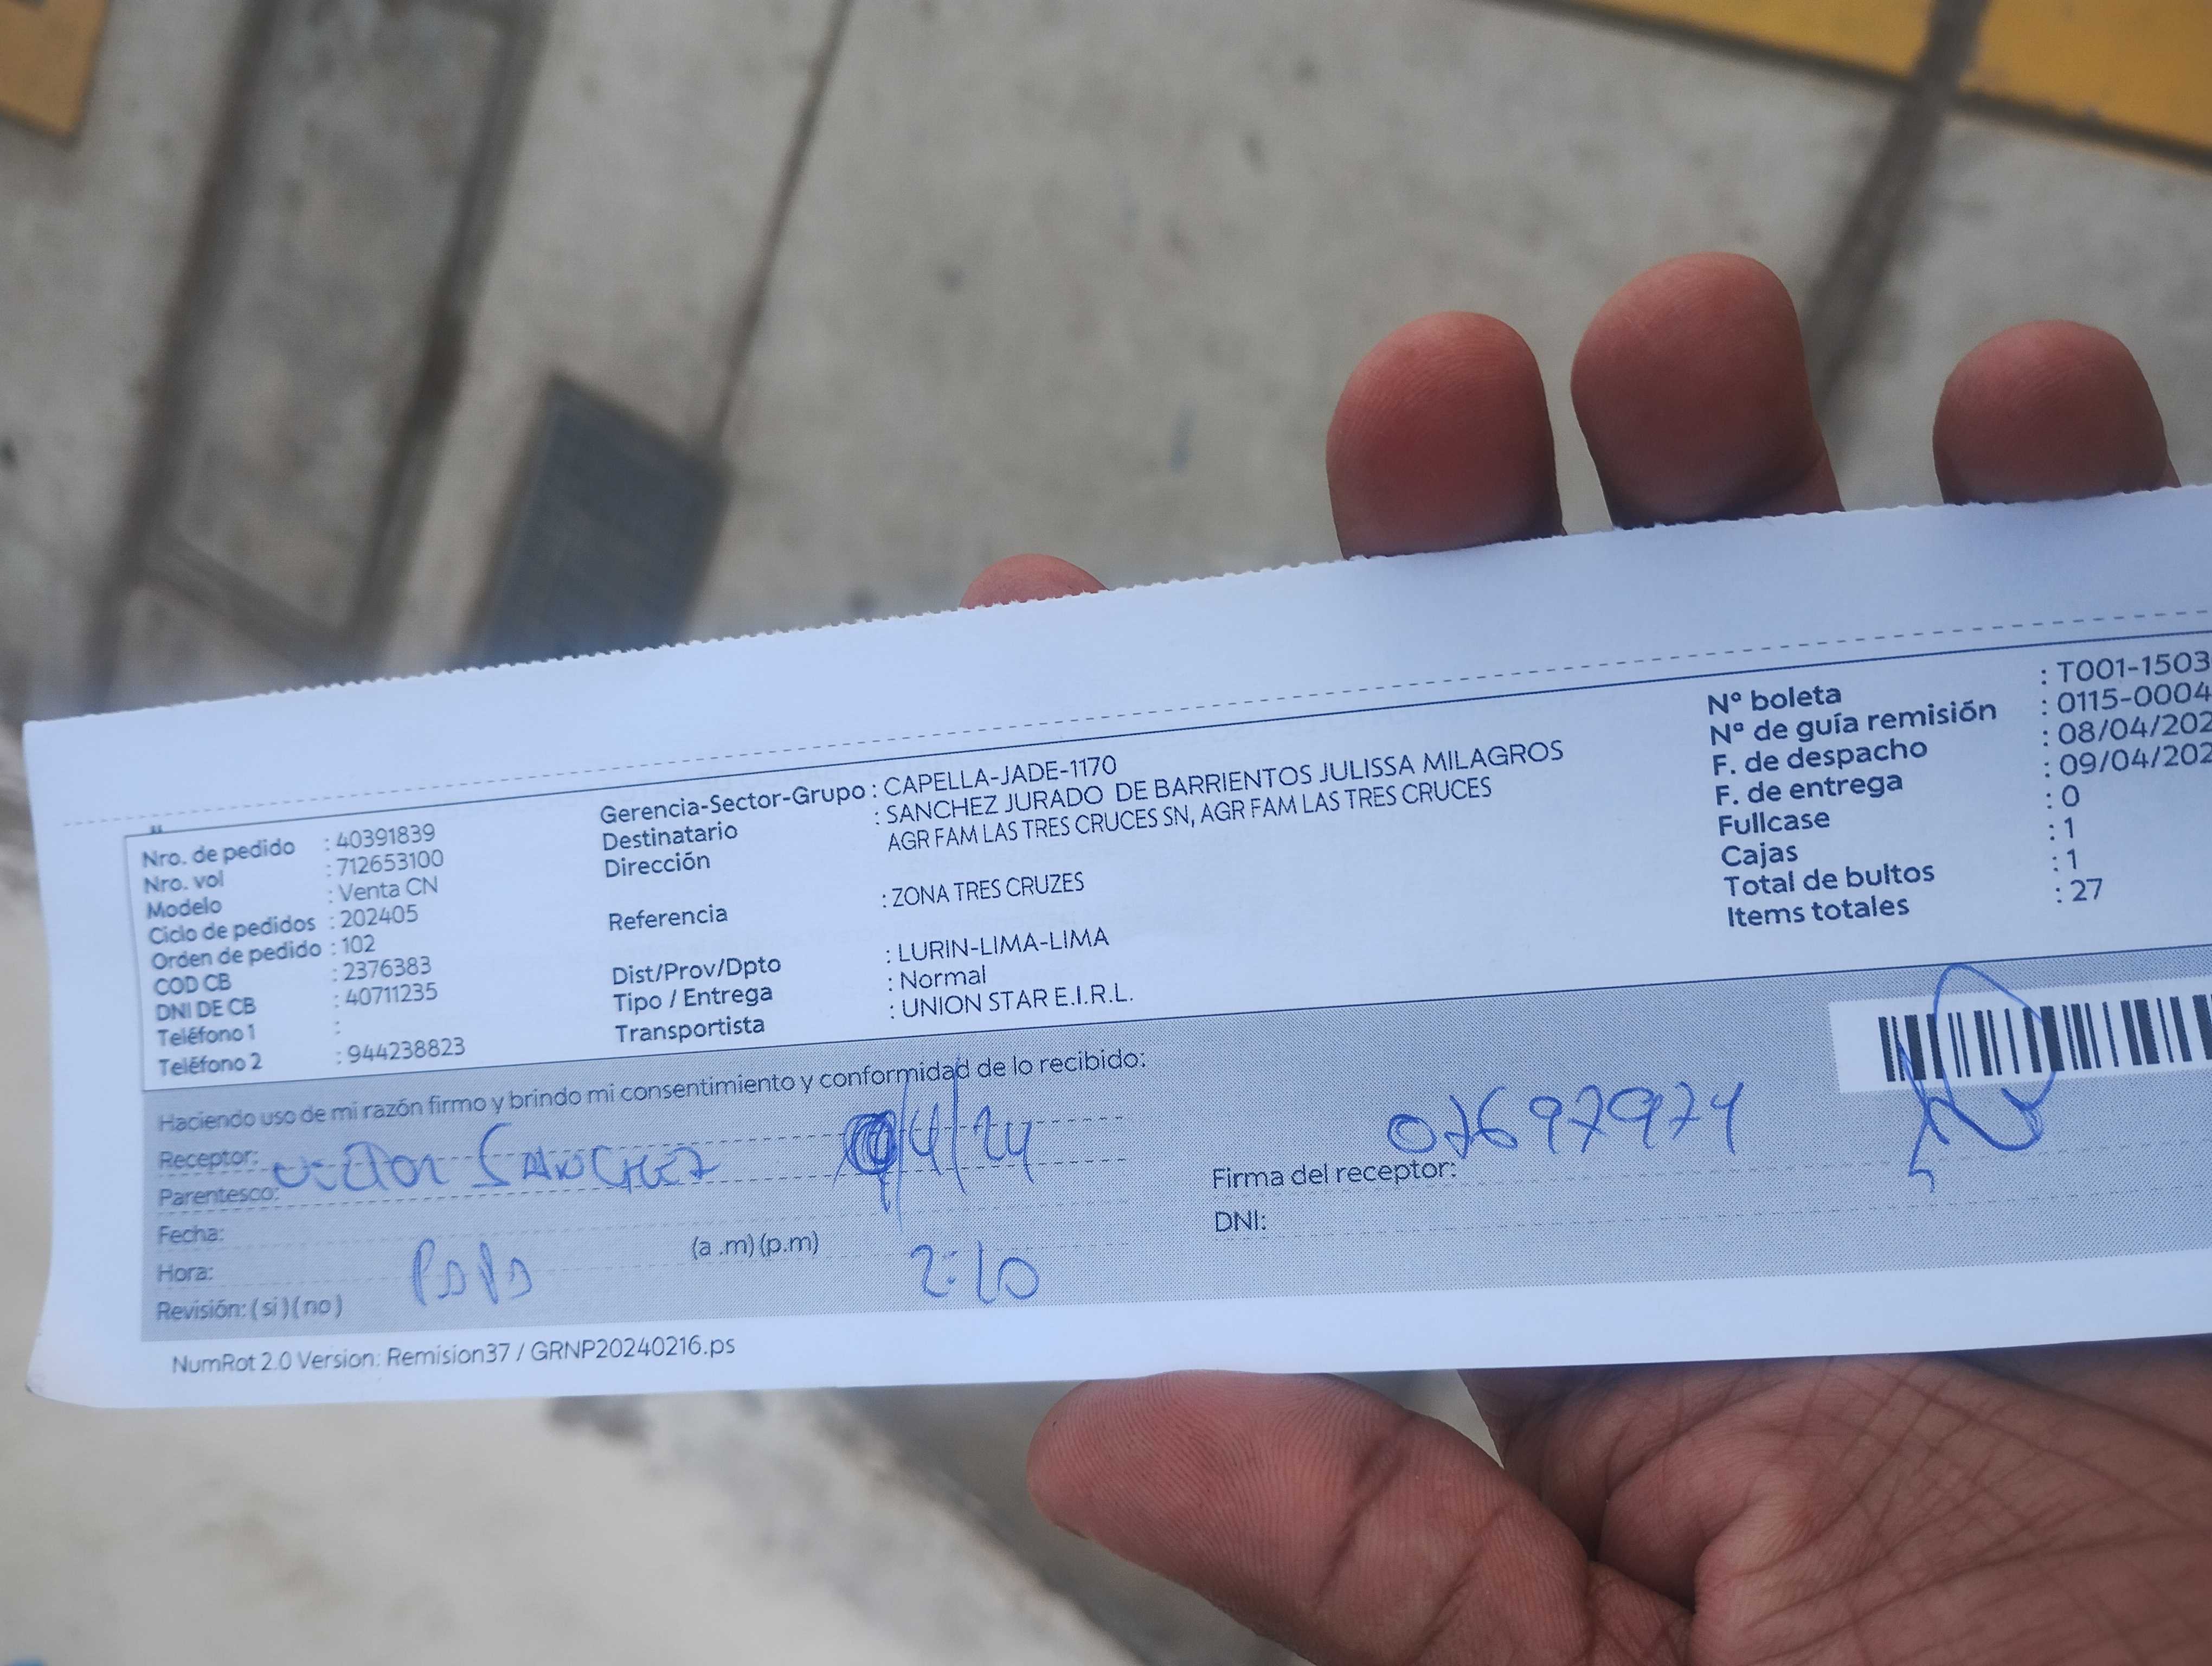 Nro. de pedido : 40391839
Nro. vol : 712653100
Modelo : Venta CN
Ciclo de pedidos : 202405
Orden de pedido : 102
COD CB : 2376383
DNI DE CB : 40711235
Teléfono 1 :
Teléfono 2 : 944238823
Gerencia-Sector-Grupo : CAPELLA-JADE-1170
Destinatario : SANCHEZ JURADO DE BARRIENTOS JULISSA MILAGROS
Dirección AGR FAM LAS TRES CRUCES SN, AGR FAM LAS TRES CRUCES
Referencia : ZONA TRES CRUZES
Dist/Prov/Dpto : LURIN-LIMA-LIMA
Tipo / Entrega : Normal
Transportista : UNION STAR E.I.R.L.
Nº boleta : T001-1503
Nº de guía remisión : 0115-0004
F. de despacho : 08/04/202
F. de entrega : 09/04/202
Fullcase : 0
Cajas : 1
Total de bultos : 1
Items totales : 27
Haciendo uso de mi razón firmo y brindo mi consentimiento y conformidad de lo recibido:
Receptor: Victor SANCHEZ 9/4/24
Parentesco:
Fecha:
Hora: PAPA (a .m)(p.m) 2:10
Revisión: ( si )( no )
07697974
Firma del receptor:
DNI:
NumRot 2.0 Version: Remision37 / GRNP20240216.ps